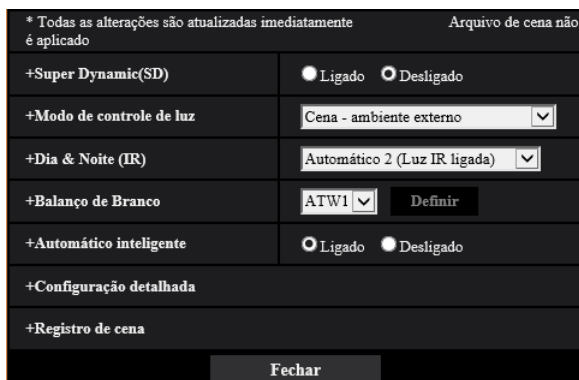 * Todas as alterações são atualizadas imediatamente Arquivo de cena não
é aplicado
+Super Dynamic(SD) Ligado Desligado
+Modo de controle de luz Cena - ambiente externo
+Dia & Noite (IR) Automático 2 (Luz IR ligada)
+Balanço de Branco ATW1 Definir
+Automático inteligente Ligado Desligado
+Configuração detalhada
+Registro de cena
Fechar